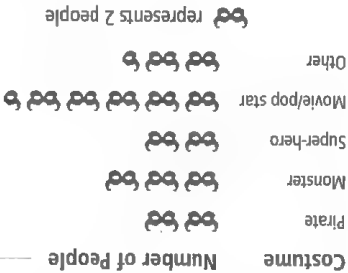 Costume Number of People
Pirate
Monster
Super-hero
Movie/pop star
Other
represents 2 people